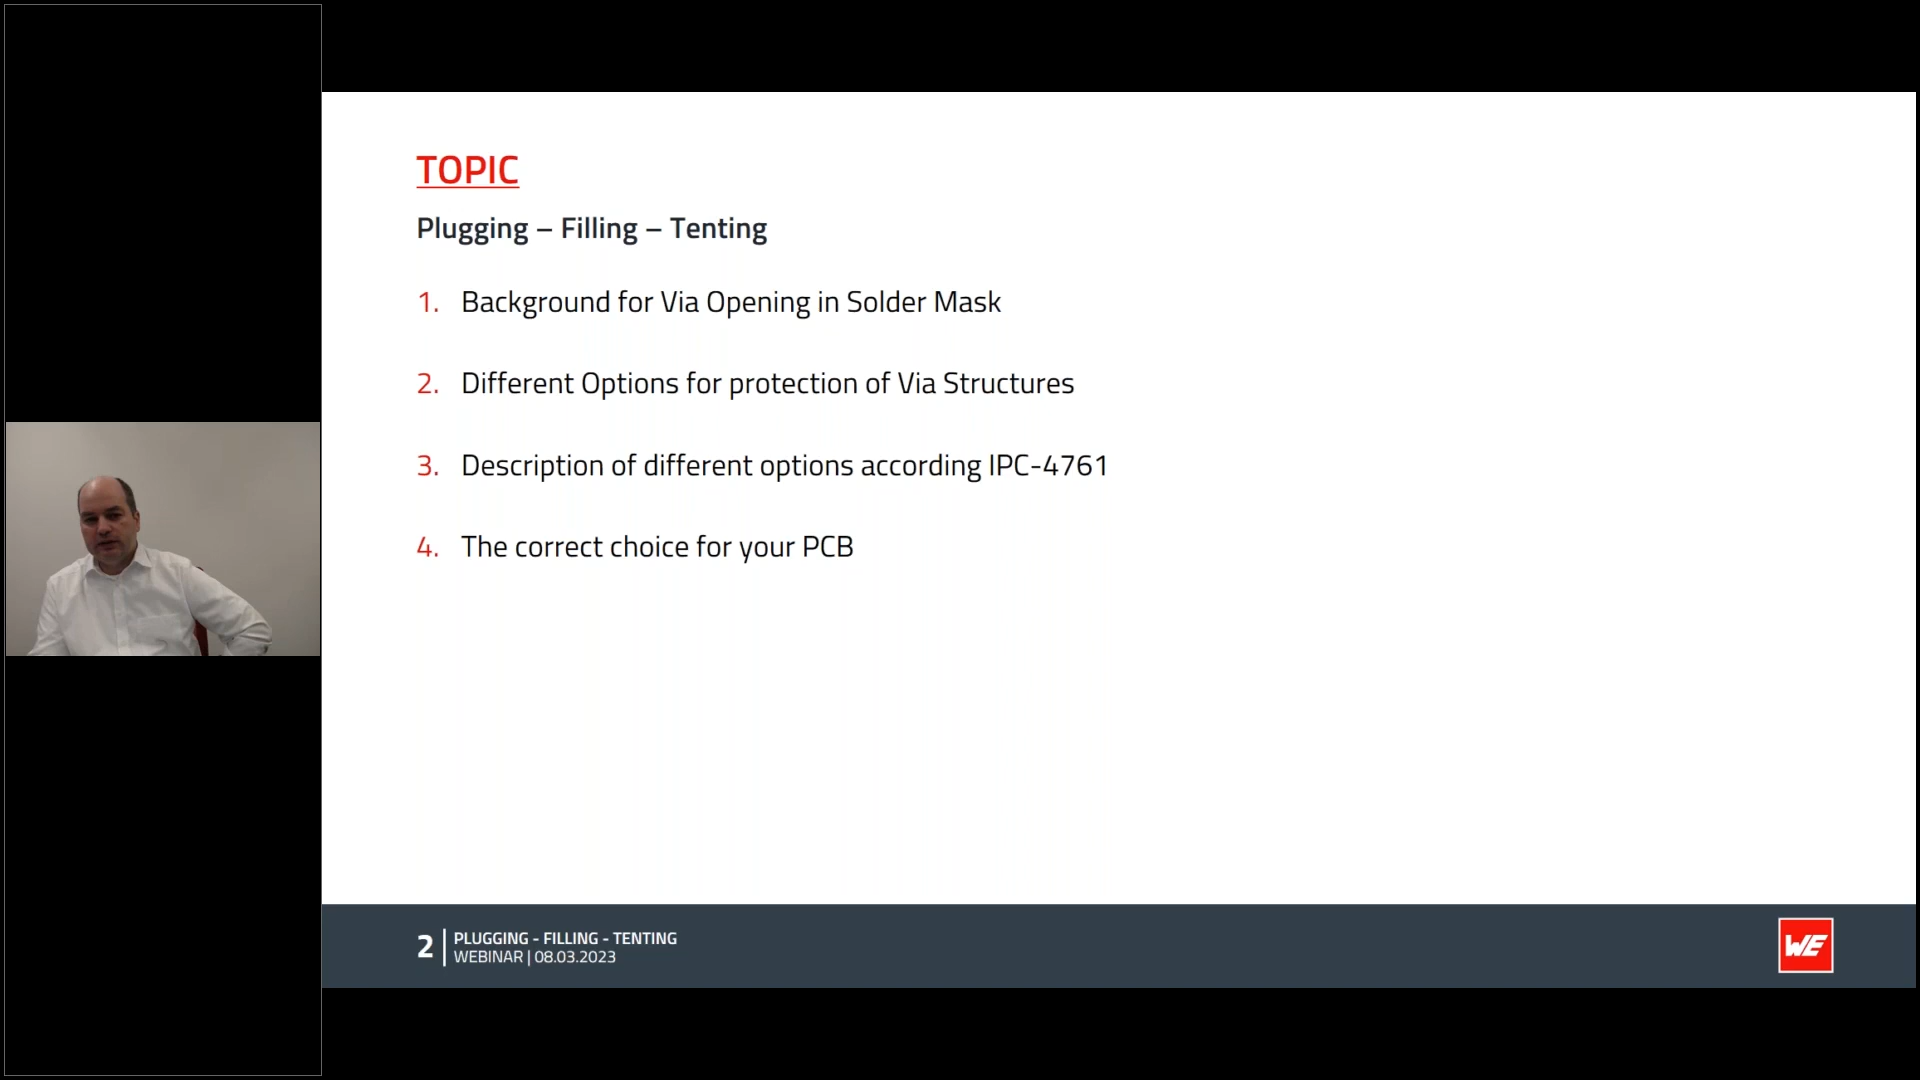 TOPIC
Plugging – Filling – Tenting
1. Background for Via Opening in Solder Mask
2. Different Options for protection of Via Structures
3. Description of different options according IPC-4761
4. The correct choice for your PCB
2
PLUGGING - FILLING - TENTING
WEBINAR | 08.03.2023
WE